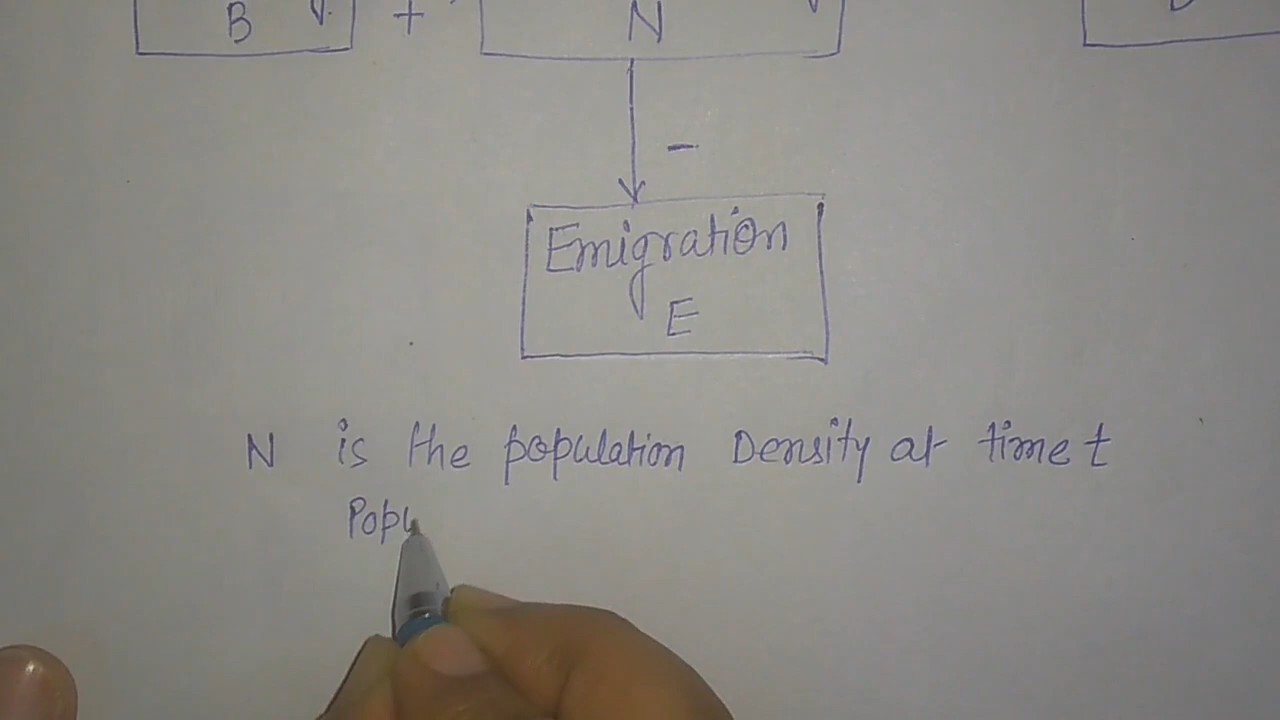 B + N
-
Emigration
E
N is the population Density at time t
Popu